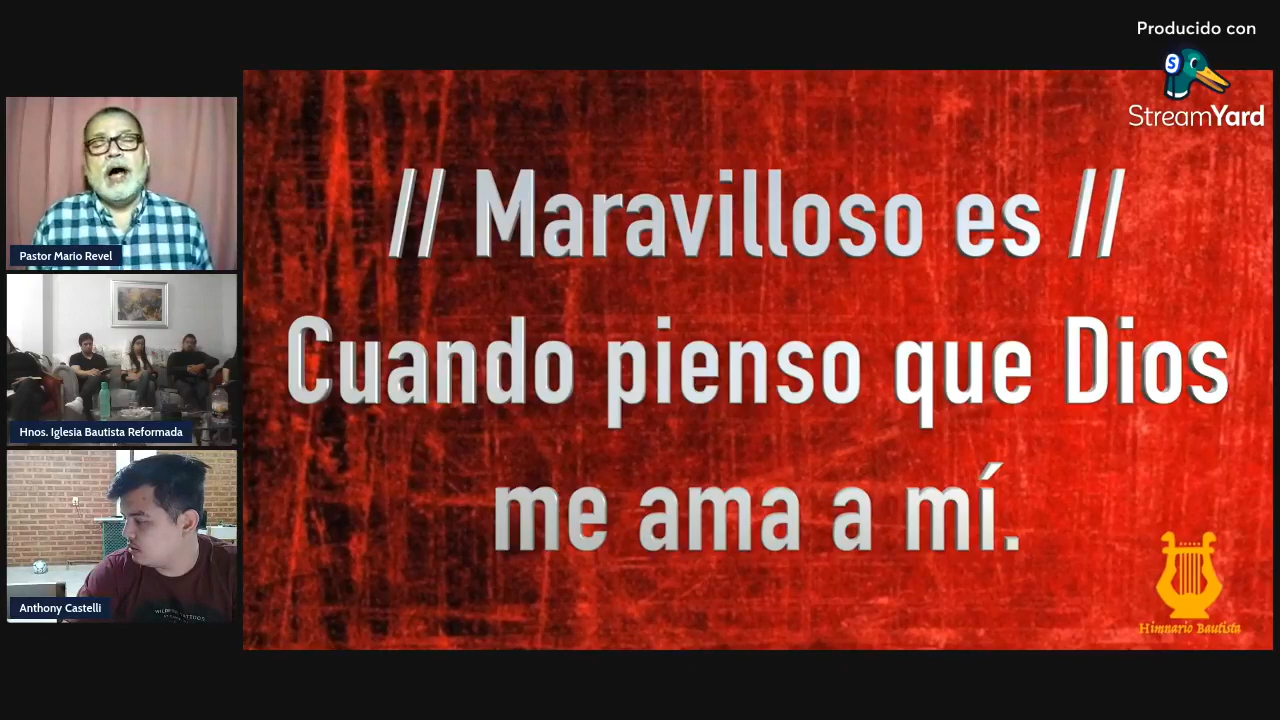 Producido con
StreamYard
Pastor Mario Revel
Hnos. Iglesia Bautista Reformada
Anthony Castelli
// Maravilloso es //
Cuando pienso que Dios
me ama a mí.
Himnario Bautista